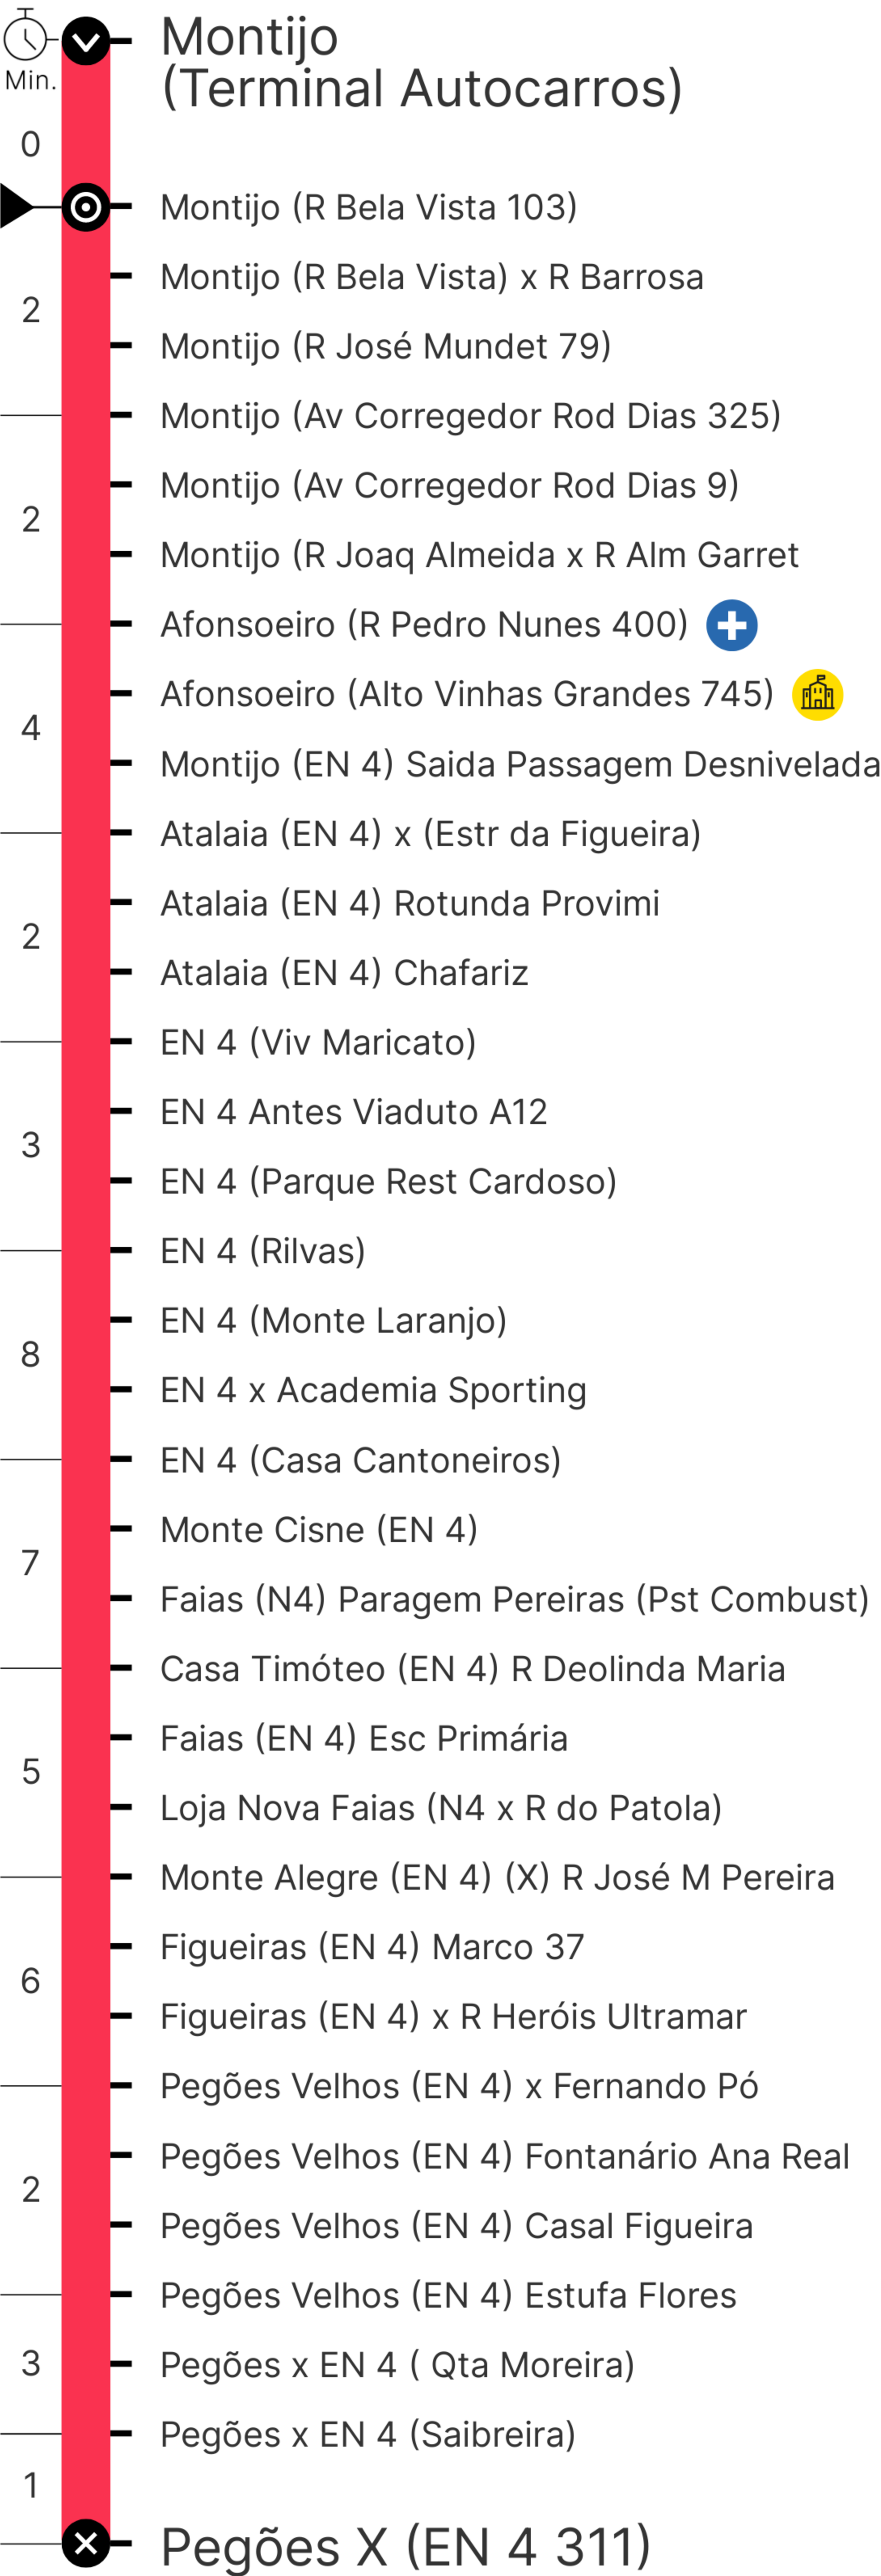 Montijo
(Terminal Autocarros)
Min.
0
Montijo (R Bela Vista 103)
Montijo (R Bela Vista) x R Barrosa
2
Montijo (R José Mundet 79)
Montijo (Av Corregedor Rod Dias 325)
Montijo (Av Corregedor Rod Dias 9)
2
Montijo (R Joaq Almeida x R Alm Garret
Afonsoeiro (R Pedro Nunes 400)
Afonsoeiro (Alto Vinhas Grandes 745)
4
Montijo (EN 4) Saida Passagem Desnivelada
Atalaia (EN 4) x (Estr da Figueira)
Atalaia (EN 4) Rotunda Provimi
2
Atalaia (EN 4) Chafariz
EN 4 (Viv Maricato)
EN 4 Antes Viaduto A12
3
EN 4 (Parque Rest Cardoso)
EN 4 (Rilvas)
EN 4 (Monte Laranjo)
8
EN 4 x Academia Sporting
EN 4 (Casa Cantoneiros)
Monte Cisne (EN 4)
7
Faias (N4) Paragem Pereiras (Pst Combust)
Casa Timóteo (EN 4) R Deolinda Maria
Faias (EN 4) Esc Primária
5
Loja Nova Faias (N4 x R do Patola)
Monte Alegre (EN 4) (X) R José M Pereira
Figueiras (EN 4) Marco 37
6
Figueiras (EN 4) x R Heróis Ultramar
Pegões Velhos (EN 4) x Fernando Pó
Pegões Velhos (EN 4) Fontanário Ana Real
2
Pegões Velhos (EN 4) Casal Figueira
Pegões Velhos (EN 4) Estufa Flores
3
Pegões x EN 4 ( Qta Moreira)
Pegões x EN 4 (Saibreira)
1
Pegões X (EN 4 311)